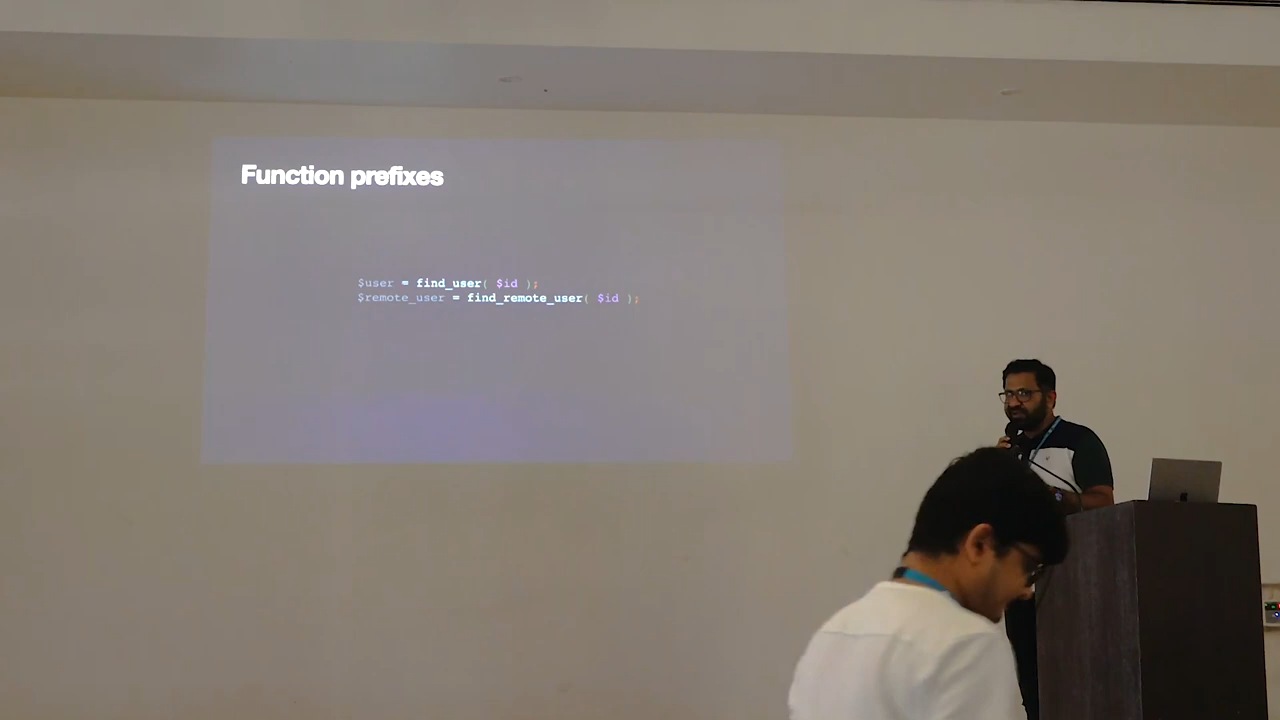 Function prefixes
$user = find_user( $id );
$remote_user = find_remote_user( $id );